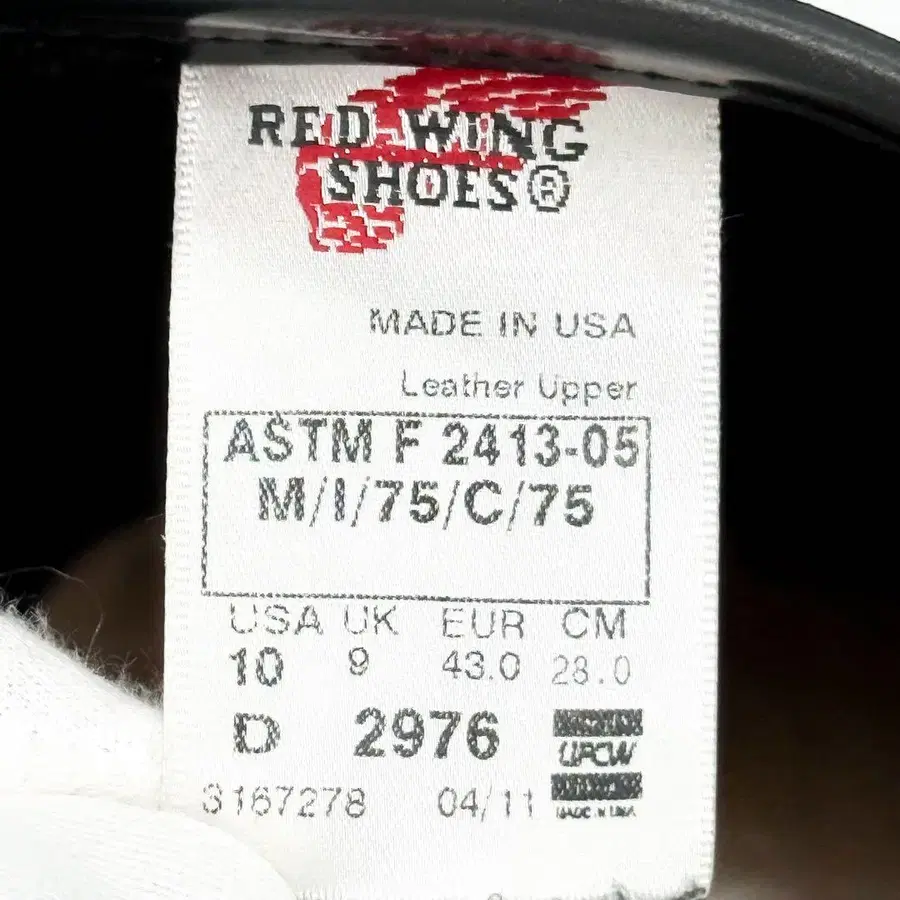 RED WING
SHOES®
MADE IN USA
Leather Upper
ASTM F 2413-05
M/I/75/C/75
USA UK EUR CM
10 9 43.0 28.0
D 2976
UFCW
3167278 04/11
MADE IN USA